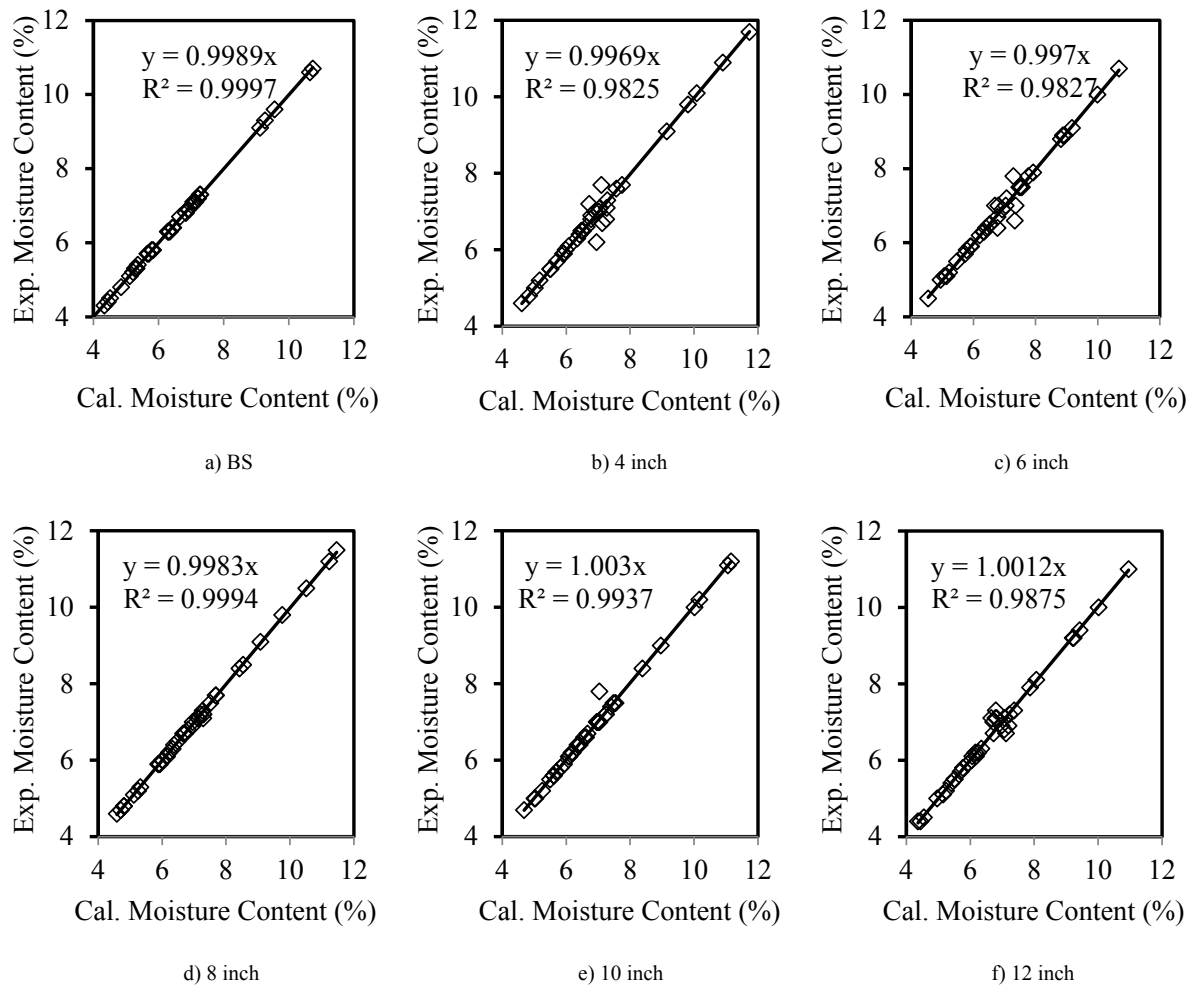 12
10
8
6
4
Exp. Moisture Content (%)
y = 0.9989x
R² = 0.9997
4 6 8 10 12
Cal. Moisture Content (%)
a) BS
12
10
8
6
4
Exp. Moisture Content (%)
y = 0.9969x
R² = 0.9825
4 6 8 10 12
Cal. Moisture Content (%)
b) 4 inch
12
10
8
6
4
Exp. Moisture Content (%)
y = 0.997x
R² = 0.9827
4 6 8 10 12
Cal. Moisture Content (%)
c) 6 inch
12
10
8
6
4
Exp. Moisture Content (%)
y = 0.9983x
R² = 0.9994
4 6 8 10 12
Cal. Moisture Content (%)
d) 8 inch
12
10
8
6
4
Exp. Moisture Content (%)
y = 1.003x
R² = 0.9937
4 6 8 10 12
Cal. Moisture Content (%)
e) 10 inch
12
10
8
6
4
Exp. Moisture Content (%)
y = 1.0012x
R² = 0.9875
4 6 8 10 12
Cal. Moisture Content (%)
f) 12 inch